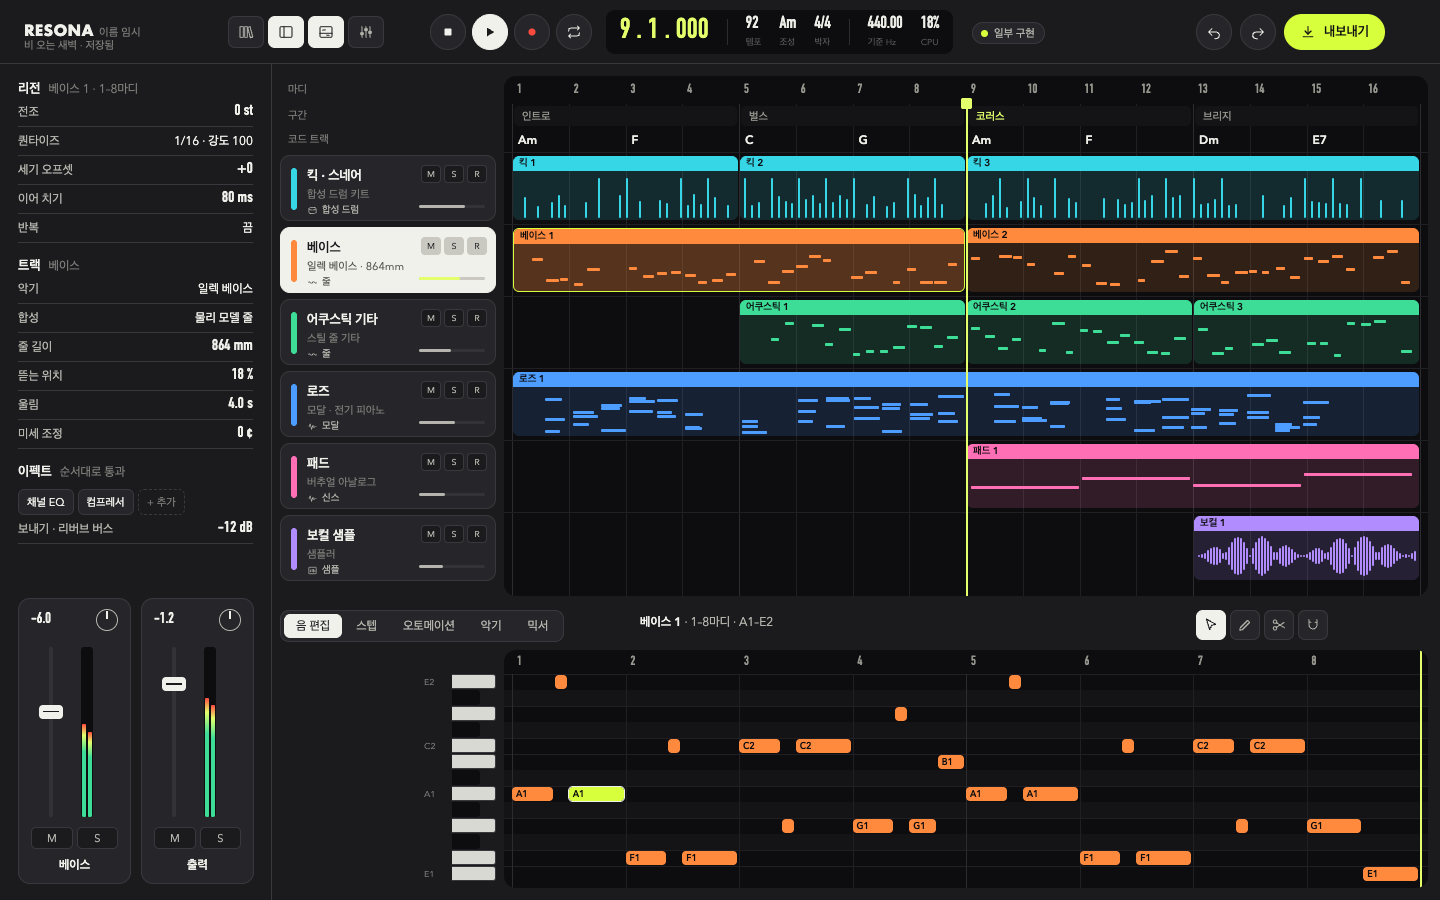 RESONA 이름 임시
비 오는 새벽 · 저장됨
9.1.000
92 Am 4/4 440.00 18%
템포 조성 박자 기준 Hz CPU
일부 구현
내보내기
리전 베이스 1 · 1-8마디
전조 0 st
퀀타이즈 1/16 · 강도 100
세기 오프셋 +0
이어 치기 80 ms
반복 끔
트랙 베이스
악기 일렉 베이스
합성 물리 모델 줄
줄 길이 864 mm
뜯는 위치 18 %
울림 4.0 s
미세 조정 0 ¢
이펙트 순서대로 통과
채널 EQ 컴프레서 + 추가
보내기 · 리버브 버스 -12 dB
-6.0 -1.2
M S M S
베이스 출력
마디
구간
코드 트랙
킥 · 스네어 M S R
합성 드럼 키트
합성 드럼
베이스 M S R
일렉 베이스 · 864mm
줄
어쿠스틱 기타 M S R
스틸 줄 기타
줄
로즈 M S R
모달 · 전기 피아노
모달
패드 M S R
버추얼 아날로그
신스
보컬 샘플 M S R
샘플러
샘플
1 2 3 4 5 6 7 8 9 10 11 12 13 14 15 16
인트로 벌스 코러스 브리지
Am F C G Am F Dm E7
킥 1 킥 2 킥 3
베이스 1 베이스 2
어쿠스틱 1 어쿠스틱 2 어쿠스틱 3
로즈 1
패드 1
보컬 1
음 편집 스텝 오토메이션 악기 믹서
베이스 1 · 1-8마디 · A1-E2
1 2 3 4 5 6 7 8
E2
C2 C2 C2 C2 C2
B1
A1 A1 A1 A1 A1
G1 G1 G1
F1 F1 F1 F1
E1 E1